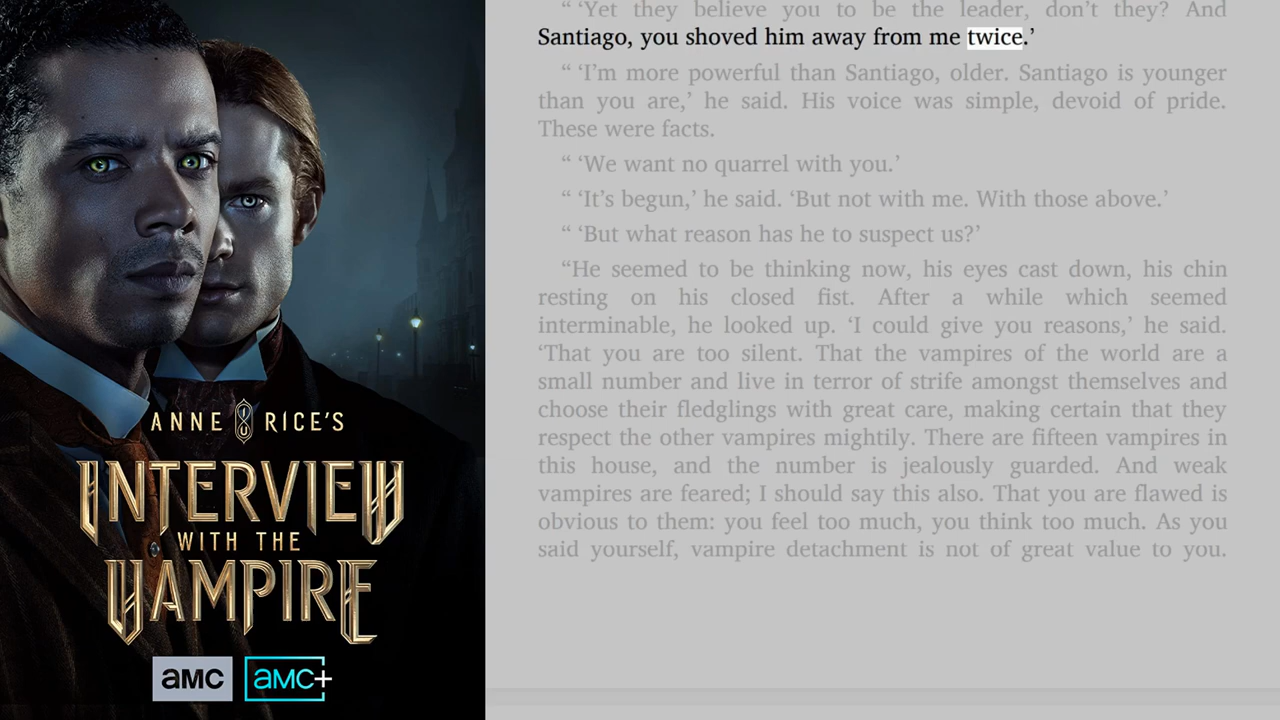 ANNE RICE'S
INTERVIEW
WITH THE
VAMPIRE
amc
amc+
“ ‘Yet they believe you to be the leader, don’t they? And
Santiago, you shoved him away from me twice.’
“ ‘I’m more powerful than Santiago, older. Santiago is younger
than you are,’ he said. His voice was simple, devoid of pride.
These were facts.
“ ‘We want no quarrel with you.’
“ ‘It’s begun,’ he said. ‘But not with me. With those above.’
“ ‘But what reason has he to suspect us?’
“He seemed to be thinking now, his eyes cast down, his chin
resting on his closed fist. After a while which seemed
interminable, he looked up. ‘I could give you reasons,’ he said.
‘That you are too silent. That the vampires of the world are a
small number and live in terror of strife amongst themselves and
choose their fledglings with great care, making certain that they
respect the other vampires nightily. There are fifteen vampires in
this house, and the number is jealously guarded. And weak
vampires are feared; I should say this also. That you are flawed is
obvious to them: you feel too much, you think too much. As you
said yourself, vampire detachment is not of great value to you.